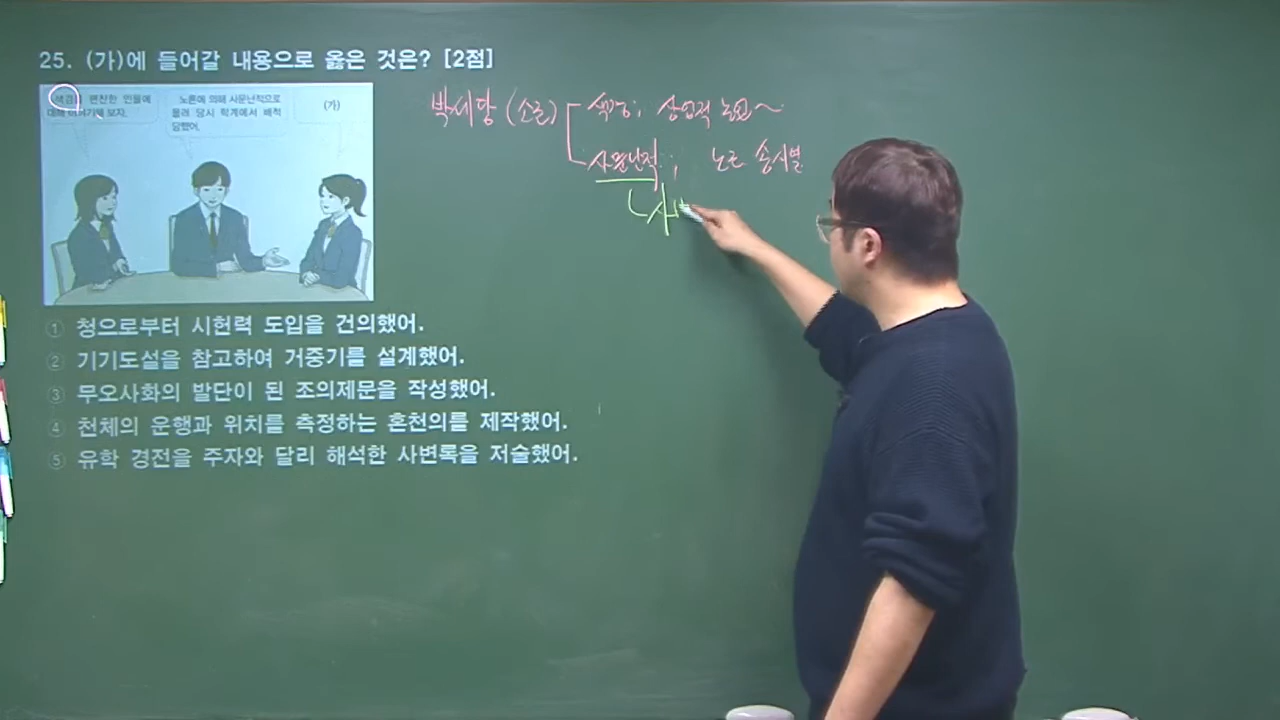 25. (가)에 들어갈 내용으로 옳은 것은? [2점]
편찬한 인물에
대해 이야기해 보자.
노론에 의해 사문난적으로
몰려 당시 학계에서 배척
당했어.
(가)
박세당 (소론)
색경; 상업적 농업~
사문난적; 노론 송시열
① 청으로부터 시헌력 도입을 건의했어.
② 기기도설을 참고하여 거중기를 설계했어.
③ 무오사화의 발단이 된 조의제문을 작성했어.
④ 천체의 운행과 위치를 측정하는 혼천의를 제작했어.
⑤ 유학 경전을 주자와 달리 해석한 사변록을 저술했어.